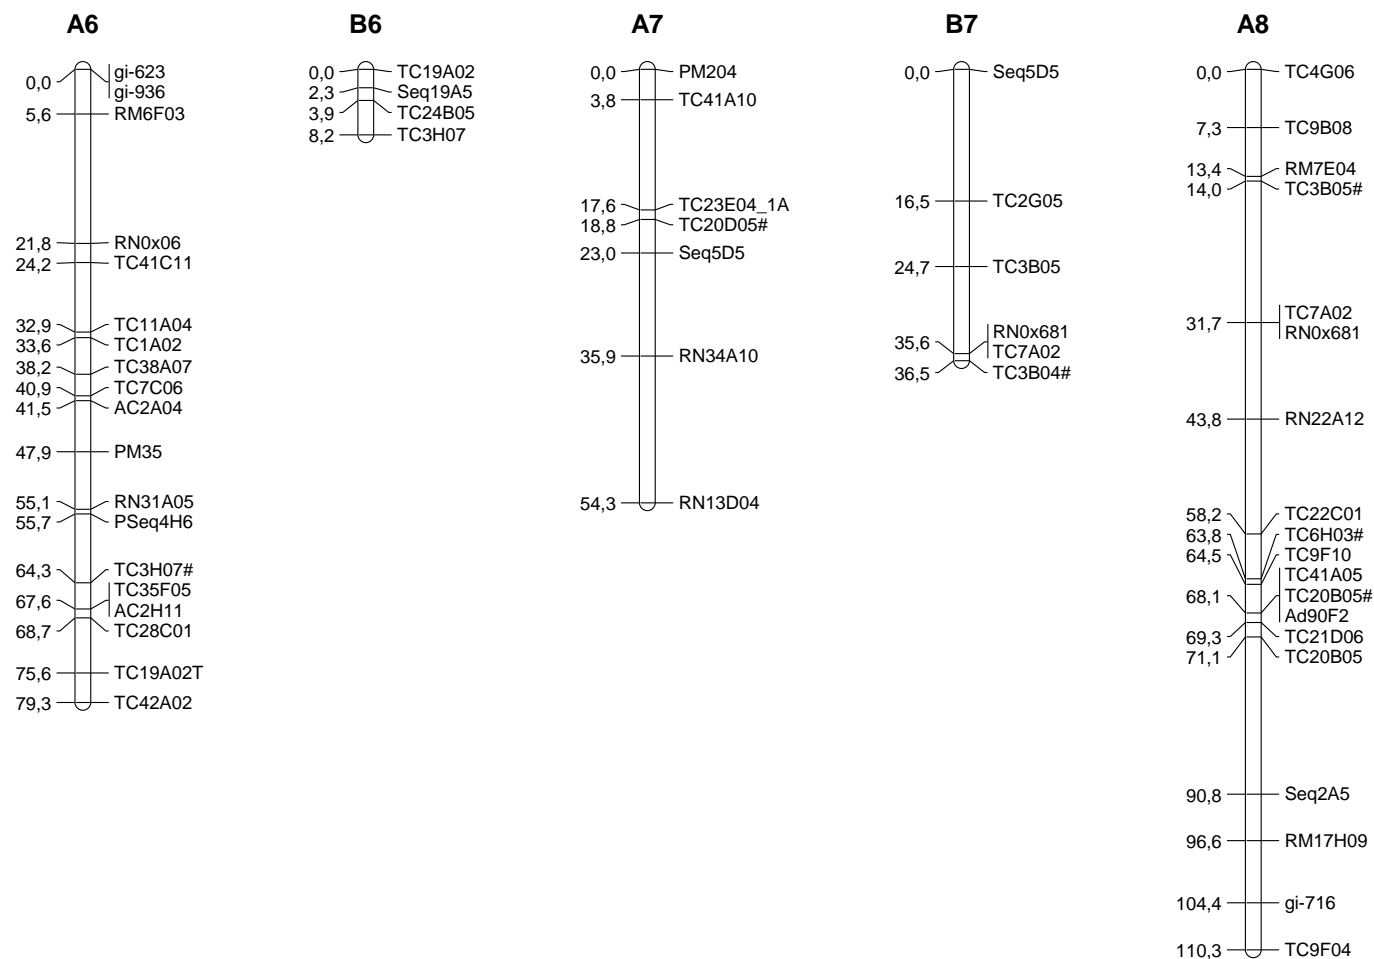 A6
0,0 gi-623
gi-936
5,6 RM6F03
21,8 RN0x06
24,2 TC41C11
32,9 TC11A04
33,6 TC1A02
38,2 TC38A07
40,9 TC7C06
41,5 AC2A04
47,9 PM35
55,1 RN31A05
55,7 PSeq4H6
64,3 TC3H07#
67,6 TC35F05
AC2H11
68,7 TC28C01
75,6 TC19A02T
79,3 TC42A02
B6
0,0 TC19A02
2,3 Seq19A5
3,9 TC24B05
8,2 TC3H07
A7
0,0 PM204
3,8 TC41A10
17,6 TC23E04_1A
18,8 TC20D05#
23,0 Seq5D5
35,9 RN34A10
54,3 RN13D04
B7
0,0 Seq5D5
16,5 TC2G05
24,7 TC3B05
35,6 RN0x681
TC7A02
36,5 TC3B04#
A8
0,0 TC4G06
7,3 TC9B08
13,4 RM7E04
14,0 TC3B05#
31,7 TC7A02
RN0x681
43,8 RN22A12
58,2 TC22C01
63,8 TC6H03#
64,5 TC9F10
TC41A05
68,1 TC20B05#
Ad90F2
69,3 TC21D06
71,1 TC20B05
90,8 Seq2A5
96,6 RM17H09
104,4 gi-716
110,3 TC9F04